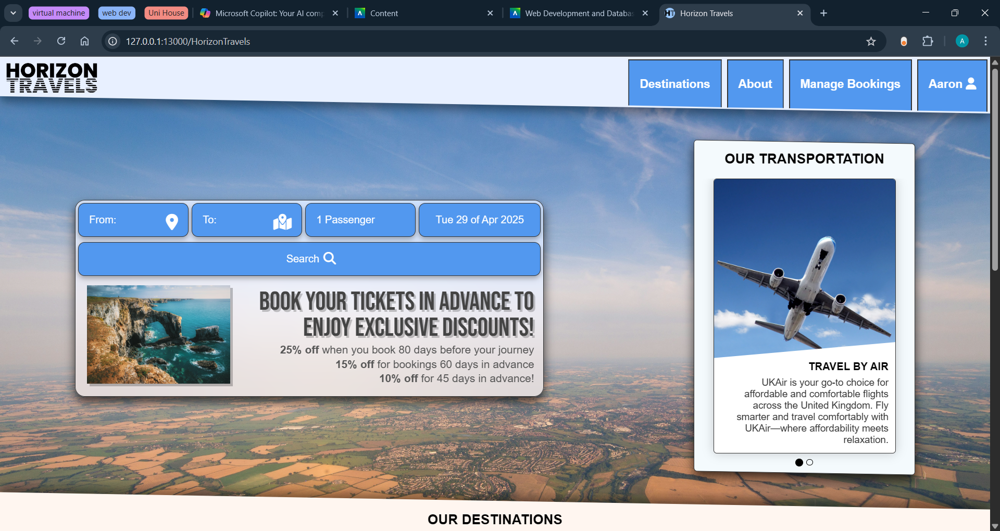 virtual machine
web dev
Uni House
Microsoft Copilot: Your AI comp
Content
Web Development and Databas
Horizon Travels
127.0.0.1:13000/HorizonTravels
A
HORIZON
TRAVELS
Destinations
About
Manage Bookings
Aaron
OUR TRANSPORTATION
From:
To:
1 Passenger
Tue 29 of Apr 2025
Search
BOOK YOUR TICKETS IN ADVANCE TO
ENJOY EXCLUSIVE DISCOUNTS!
25% off when you book 80 days before your journey
15% off for bookings 60 days in advance
10% off for 45 days in advance!
TRAVEL BY AIR
UKAir is your go-to choice for
affordable and comfortable flights
across the United Kingdom. Fly
smarter and travel comfortably with
UKAir—where affordability meets
relaxation.
OUR DESTINATIONS